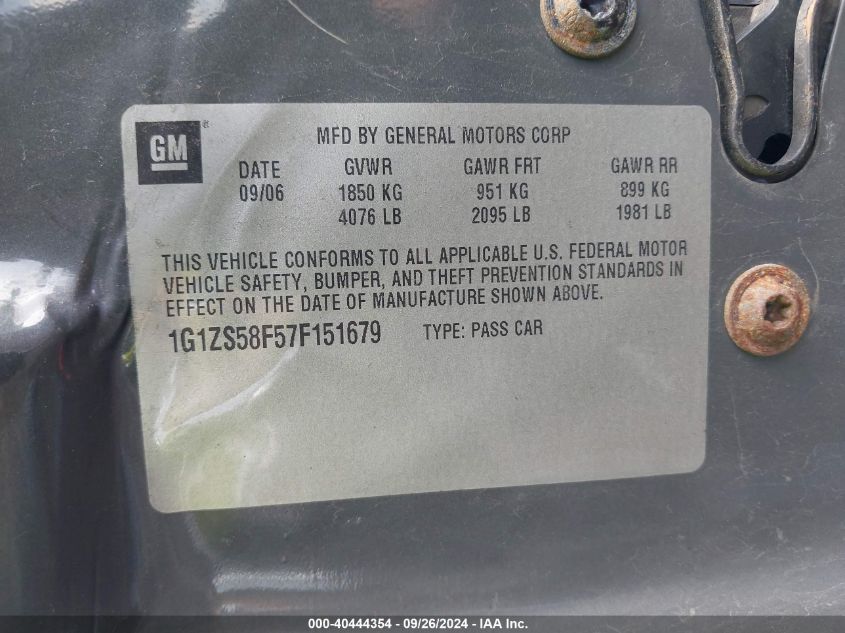 GM ®
MFD BY GENERAL MOTORS CORP
DATE GVWR GAWR FRT GAWR RR
09/06 1850 KG 951 KG 899 KG
4076 LB 2095 LB 1981 LB
THIS VEHICLE CONFORMS TO ALL APPLICABLE U.S. FEDERAL MOTOR
VEHICLE SAFETY, BUMPER, AND THEFT PREVENTION STANDARDS IN
EFFECT ON THE DATE OF MANUFACTURE SHOWN ABOVE.
1G1ZS58F57F151679 TYPE: PASS CAR
000-40444354 - 09/26/2024 - IAA, Inc.